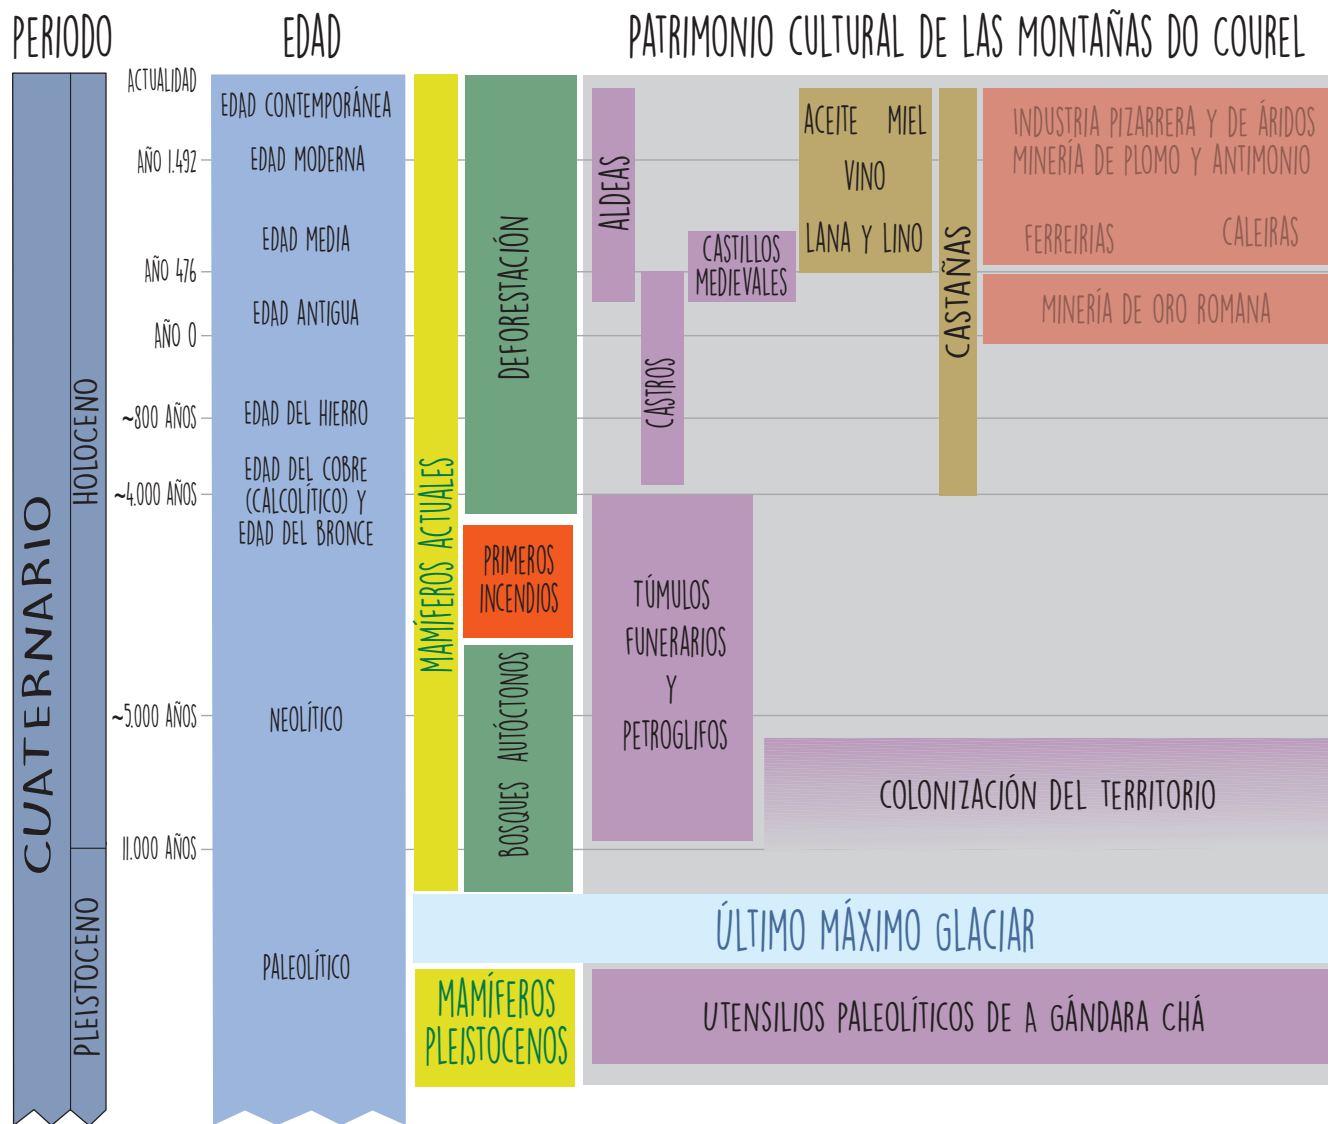 PERIODO
EDAD
PATRIMONIO CULTURAL DE LAS MONTAÑAS DO COUREL
CUATERNARIO
HOLOCENO
PLEISTOCENO
ACTUALIDAD
AÑO 1.492
AÑO 476
AÑO 0
~800 AÑOS
~4.000 AÑOS
~5.000 AÑOS
11.000 AÑOS
EDAD CONTEMPORÁNEA
EDAD MODERNA
EDAD MEDIA
EDAD ANTIGUA
EDAD DEL HIERRO
EDAD DEL COBRE
(CALCOLÍTICO) Y
EDAD DEL BRONCE
NEOLÍTICO
PALEOLÍTICO
MAMÍFEROS ACTUALES
DEFORESTACIÓN
PRIMEROS
INCENDIOS
BOSQUES AUTÓCTONOS
MAMÍFEROS
PLEISTOCENOS
ALDEAS
CASTROS
CASTILLOS
MEDIEVALES
ACEITE MIEL
VINO
LANA Y LINO
CASTAÑAS
INDUSTRIA PIZARRERA Y DE ÁRIDOS
MINERÍA DE PLOMO Y ANTIMONIO
FERREIRIAS
CALEIRAS
MINERÍA DE ORO ROMANA
TÚMULOS
FUNERARIOS
Y
PETROGLIFOS
COLONIZACIÓN DEL TERRITORIO
ÚLTIMO MÁXIMO GLACIAR
UTENSILIOS PALEOLÍTICOS DE A GÁNDARA CHÁ